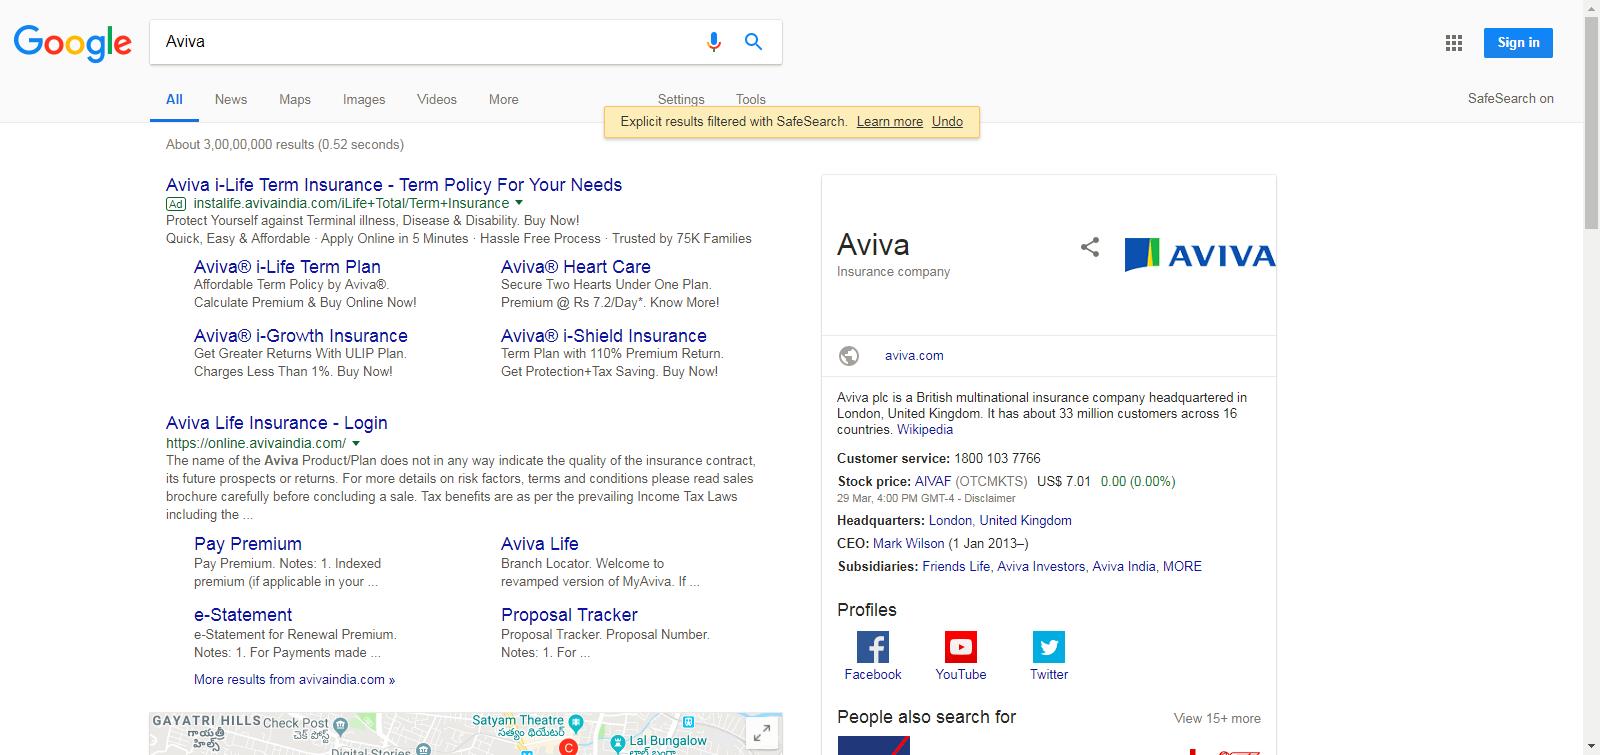 Google
Aviva
Sign in
All News Maps Images Videos More Settings Tools
SafeSearch on
Explicit results filtered with SafeSearch. Learn more Undo
About 3,00,00,000 results (0.52 seconds)
Aviva i-Life Term Insurance - Term Policy For Your Needs
Ad instalife.avivaindia.com/iLife+Total/Term+Insurance
Protect Yourself against Terminal illness, Disease & Disability. Buy Now!
Quick, Easy & Affordable · Apply Online in 5 Minutes · Hassle Free Process · Trusted by 75K Families
Aviva® i-Life Term Plan
Affordable Term Policy by Aviva®.
Calculate Premium & Buy Online Now!
Aviva® Heart Care
Secure Two Hearts Under One Plan.
Premium @ Rs 7.2/Day*. Know More!
Aviva® i-Growth Insurance
Get Greater Returns With ULIP Plan.
Charges Less Than 1%. Buy Now!
Aviva® i-Shield Insurance
Term Plan with 110% Premium Return.
Get Protection+Tax Saving. Buy Now!
Aviva Life Insurance - Login
https://online.avivaindia.com/
The name of the Aviva Product/Plan does not in any way indicate the quality of the insurance contract,
its future prospects or returns. For more details on risk factors, terms and conditions please read sales
brochure carefully before concluding a sale. Tax benefits are as per the prevailing Income Tax Laws
including the ...
Pay Premium
Pay Premium. Notes: 1. Indexed
premium (if applicable in your ...
Aviva Life
Branch Locator. Welcome to
revamped version of MyAviva. If ...
e-Statement
e-Statement for Renewal Premium.
Notes: 1. For Payments made ...
Proposal Tracker
Proposal Tracker. Proposal Number.
Notes: 1. For ...
More results from avivaindia.com »
GAYATRI HILLS
గాయత్రీ
హిల్స్
Check Post
చెక్ పోస్ట్
Digital Stories
Satyam Theatre
సత్యం థియేటర్
C
Lal Bungalow
లాల్ బంగ్లా
Aviva
Insurance company
AVIVA
aviva.com
Aviva plc is a British multinational insurance company headquartered in
London, United Kingdom. It has about 33 million customers across 16
countries. Wikipedia
Customer service: 1800 103 7766
Stock price: AIVAF (OTCMKTS) US$ 7.01 0.00 (0.00%)
29 Mar, 4:00 PM GMT-4 - Disclaimer
Headquarters: London, United Kingdom
CEO: Mark Wilson (1 Jan 2013–)
Subsidiaries: Friends Life, Aviva Investors, Aviva India, MORE
Profiles
Facebook YouTube Twitter
People also search for
View 15+ more